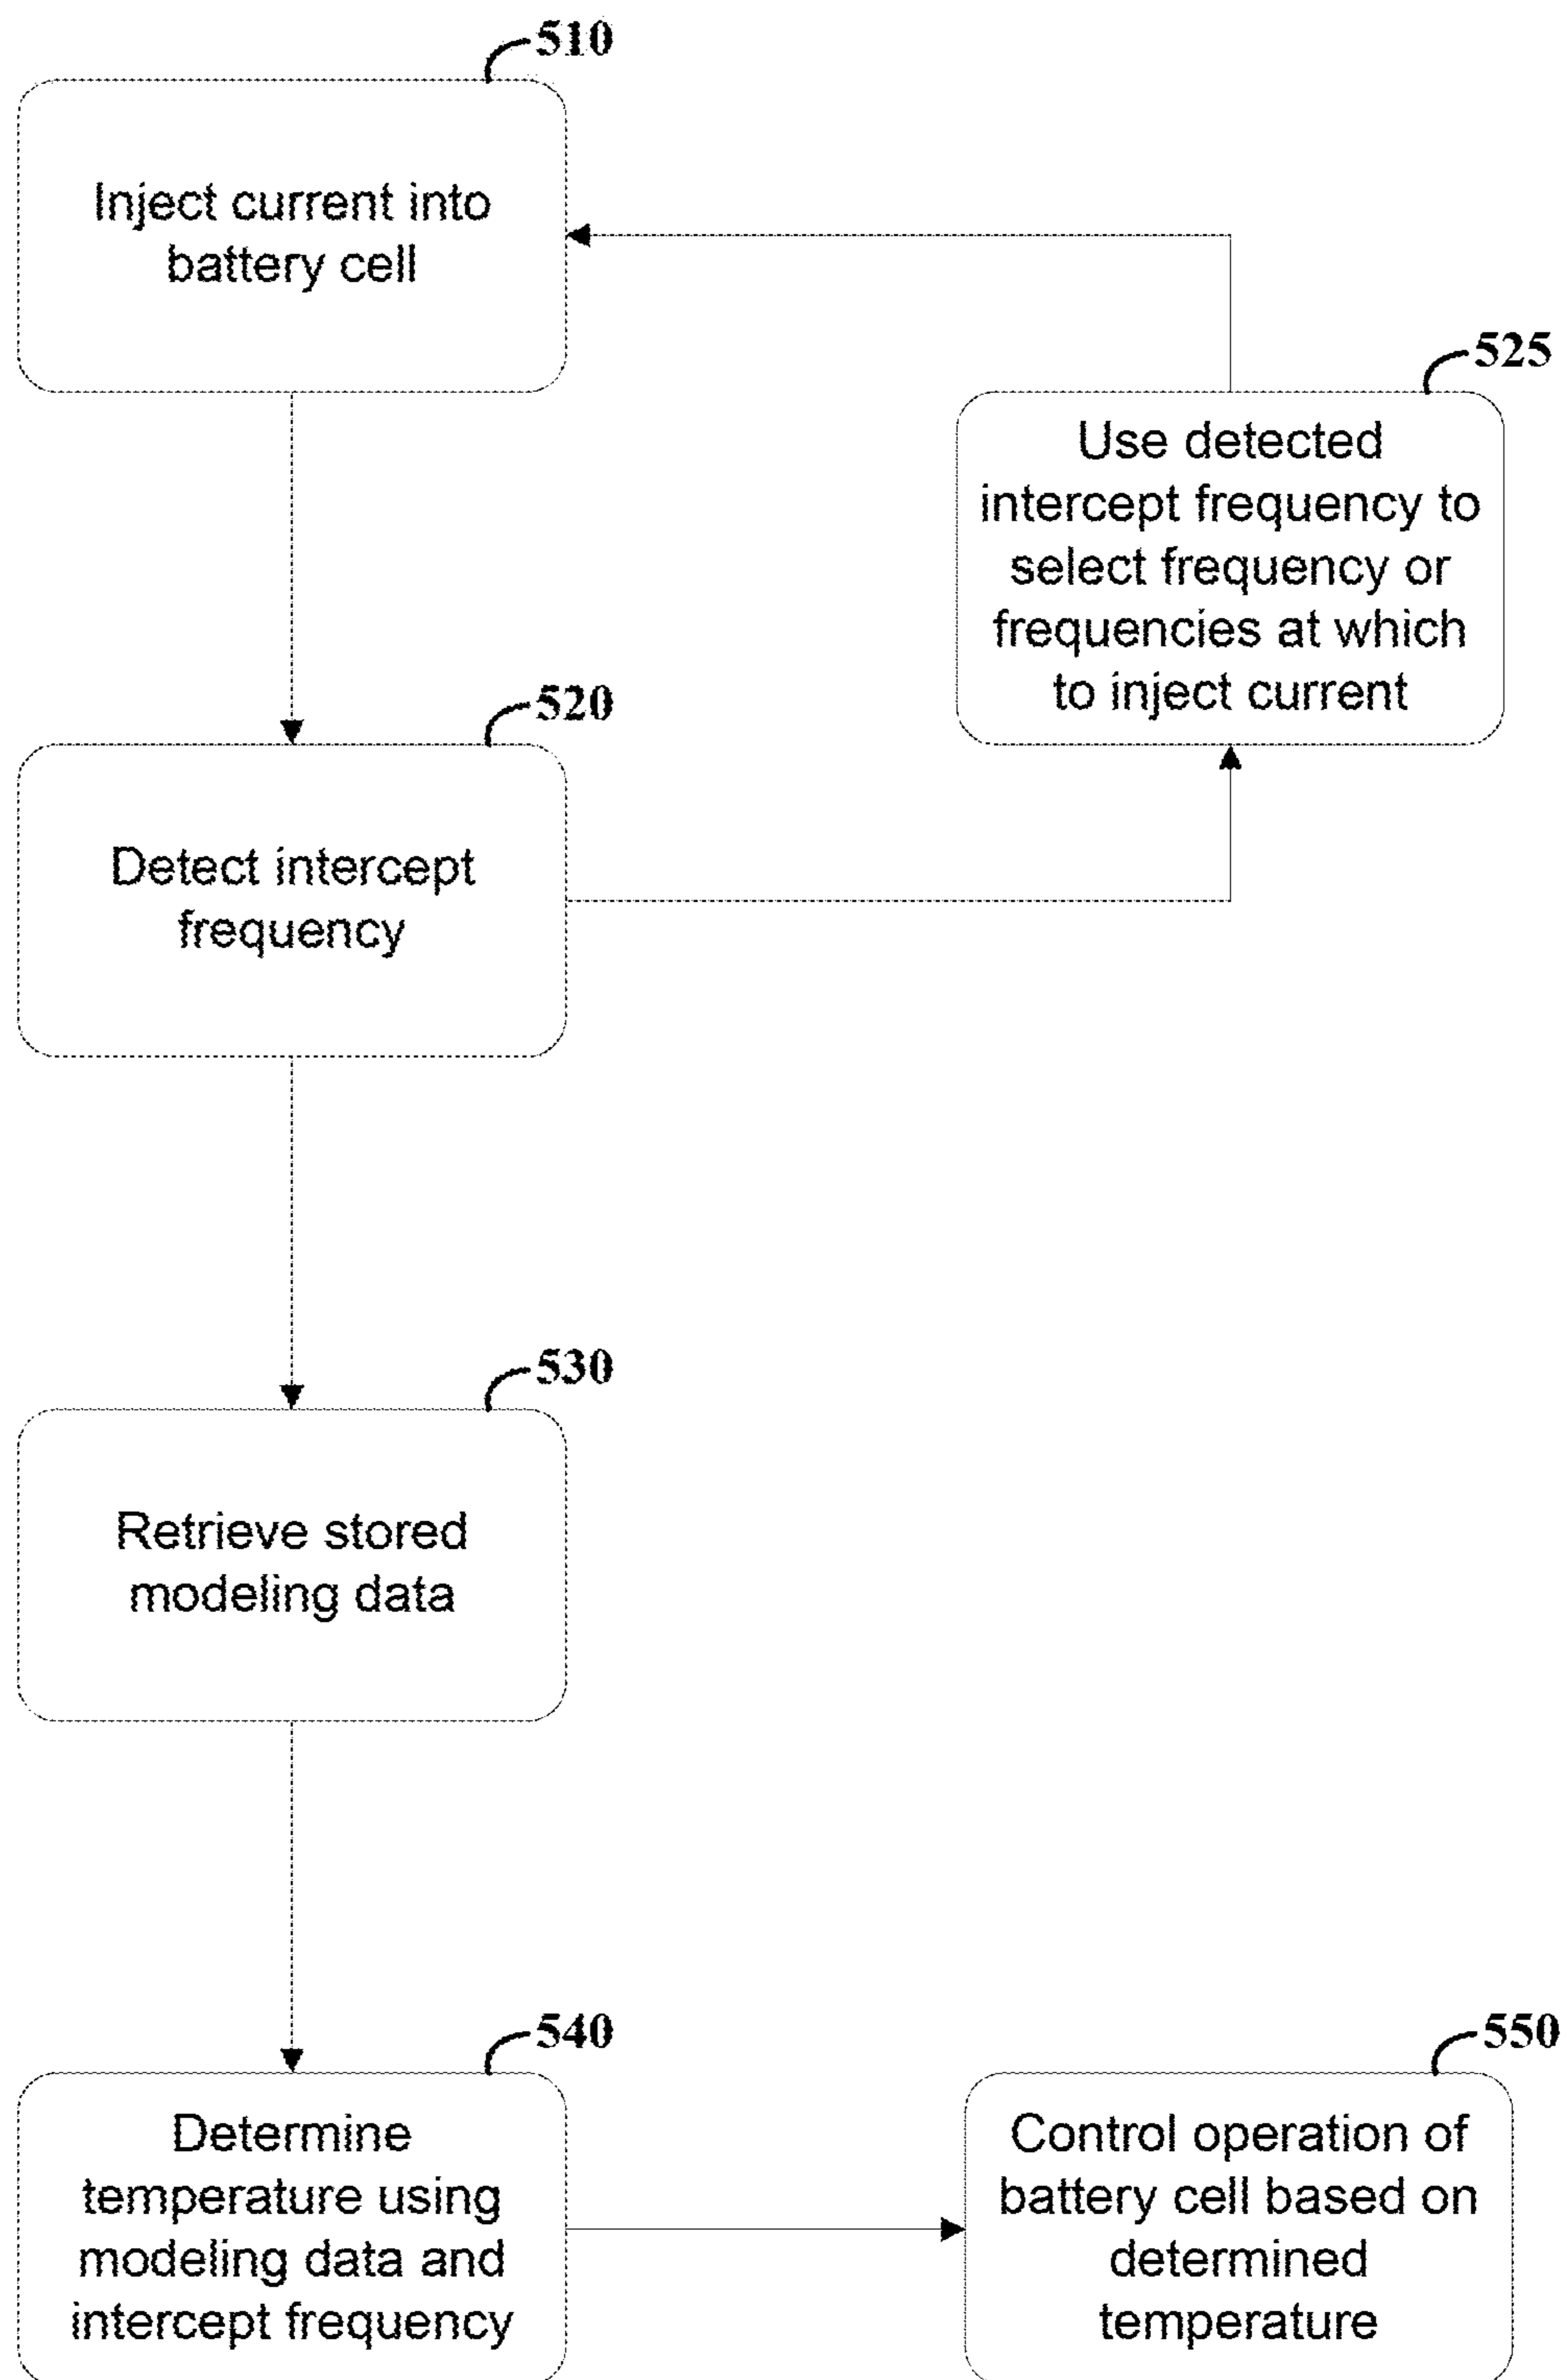 510
Inject current into
battery cell
525
Use detected
intercept frequency to
select frequency or
frequencies at which
to inject current
520
Detect intercept
frequency
530
Retrieve stored
modeling data
540
Determine
temperature using
modeling data and
intercept frequency
550
Control operation of
battery cell based on
determined
temperature